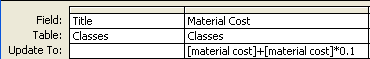 Field: Title Material Cost
Table: Classes Classes
Update To: [material cost]+[material cost]*0.1